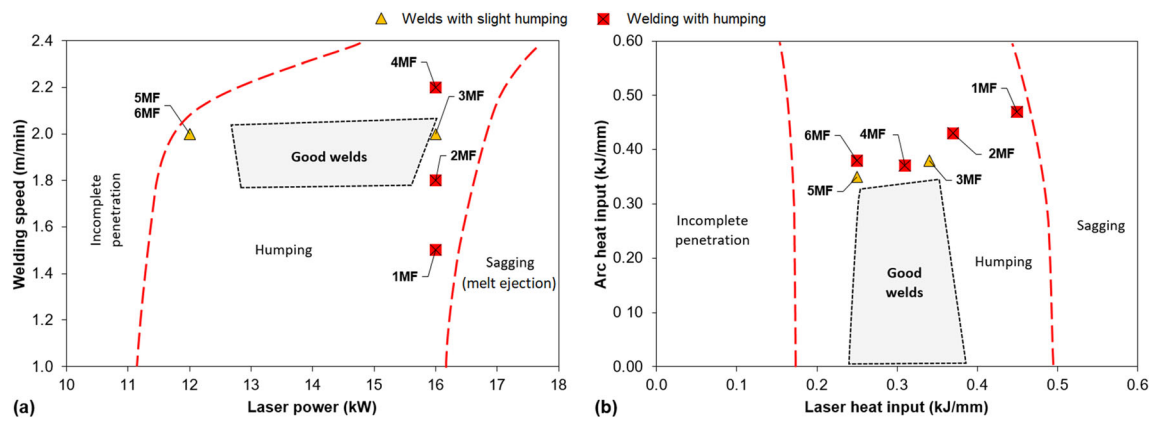 Welds with slight humping
Welding with humping
2.4
2.2
2.0
1.8
1.6
1.4
1.2
1.0
Welding speed (m/min)
10
11
12
13
14
15
16
17
18
Laser power (kW)
(a)
4MF
5MF
6MF
3MF
Good welds
2MF
Incomplete
penetration
Humping
1MF
Sagging
(melt ejection)
0.60
0.50
0.40
0.30
0.20
0.10
0.00
Arc heat input (kJ/mm)
0.0
0.1
0.2
0.3
0.4
0.5
0.6
Laser heat input (kJ/mm)
(b)
1MF
6MF
4MF
2MF
5MF
3MF
Incomplete
penetration
Sagging
Humping
Good
welds